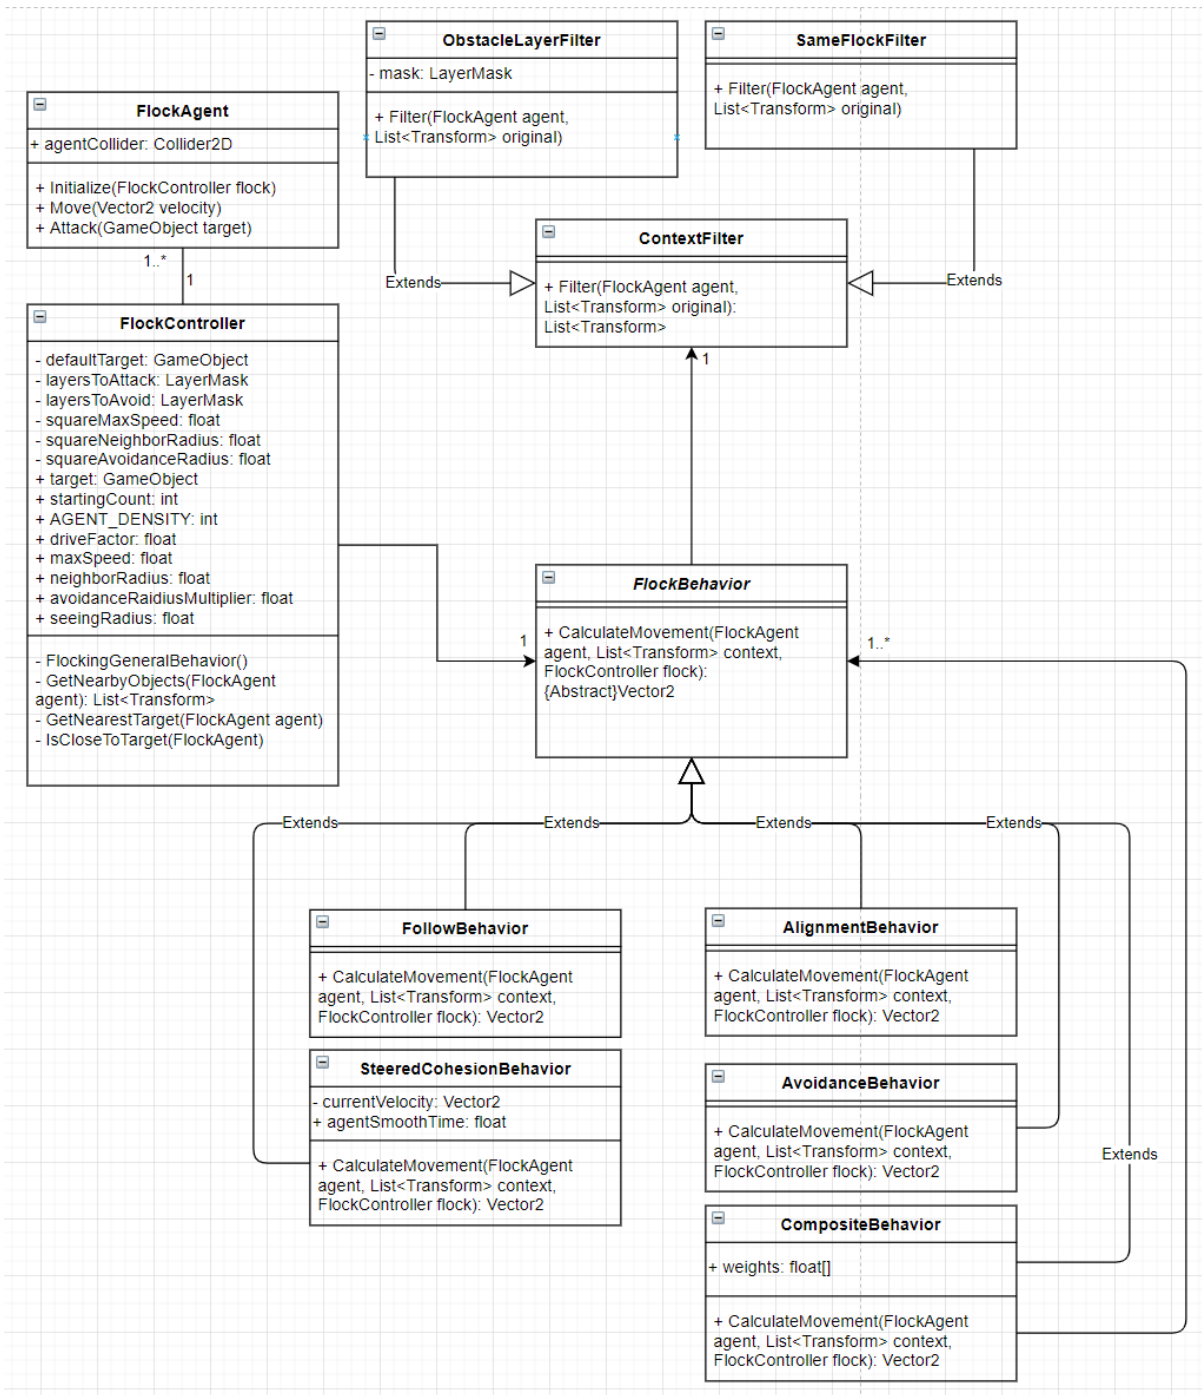 ObstacleLayerFilter
- mask: LayerMask
+ Filter(FlockAgent agent,
List<Transform> original)
SameFlockFilter
+ Filter(FlockAgent agent,
List<Transform> original)
FlockAgent
+ agentCollider: Collider2D
+ Initialize(FlockController flock)
+ Move(Vector2 velocity)
+ Attack(GameObject target)
1..*
1
ContextFilter
+ Filter(FlockAgent agent,
List<Transform> original):
List<Transform>
Extends
Extends
1
FlockController
- defaultTarget: GameObject
- layersToAttack: LayerMask
- layersToAvoid: LayerMask
- squareMaxSpeed: float
- squareNeighborRadius: float
- squareAvoidanceRadius: float
+ target: GameObject
+ startingCount: int
+ AGENT_DENSITY: int
+ driveFactor: float
+ maxSpeed: float
+ neighborRadius: float
+ avoidanceRaidiusMultiplier: float
+ seeingRadius: float
- FlockingGeneralBehavior()
- GetNearbyObjects(FlockAgent
agent): List<Transform>
- GetNearestTarget(FlockAgent agent)
- IsCloseToTarget(FlockAgent)
1
FlockBehavior
+ CalculateMovement(FlockAgent
agent, List<Transform> context,
FlockController flock):
{Abstract}Vector2
1..*
Extends
Extends
Extends
Extends
FollowBehavior
+ CalculateMovement(FlockAgent
agent, List<Transform> context,
FlockController flock): Vector2
AlignmentBehavior
+ CalculateMovement(FlockAgent
agent, List<Transform> context,
FlockController flock): Vector2
SteeredCohesionBehavior
- currentVelocity: Vector2
+ agentSmoothTime: float
+ CalculateMovement(FlockAgent
agent, List<Transform> context,
FlockController flock): Vector2
AvoidanceBehavior
+ CalculateMovement(FlockAgent
agent, List<Transform> context,
FlockController flock): Vector2
Extends
CompositeBehavior
+ weights: float[]
+ CalculateMovement(FlockAgent
agent, List<Transform> context,
FlockController flock): Vector2